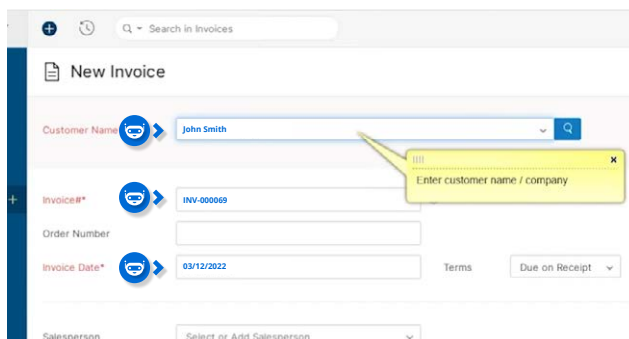 Search in Invoices
New Invoice
Customer Name
John Smith
Enter customer name / company
Invoice#*
INV-000069
Order Number
Invoice Date*
03/12/2022
Terms
Due on Receipt
Salesperson
Select or Add Salesperson